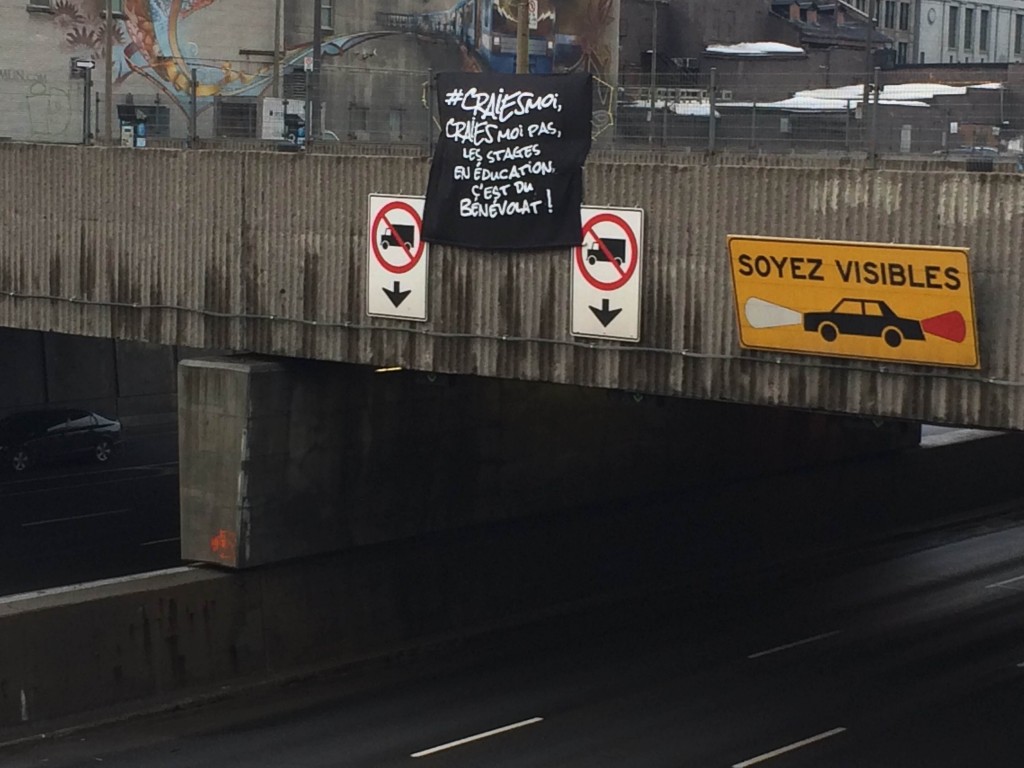 #CRAIESMOI,
CRAIES MOI PAS,
LES STAGES
EN ÉDUCATION,
C'EST DU
BÉNÉVOLAT !
SOYEZ VISIBLES